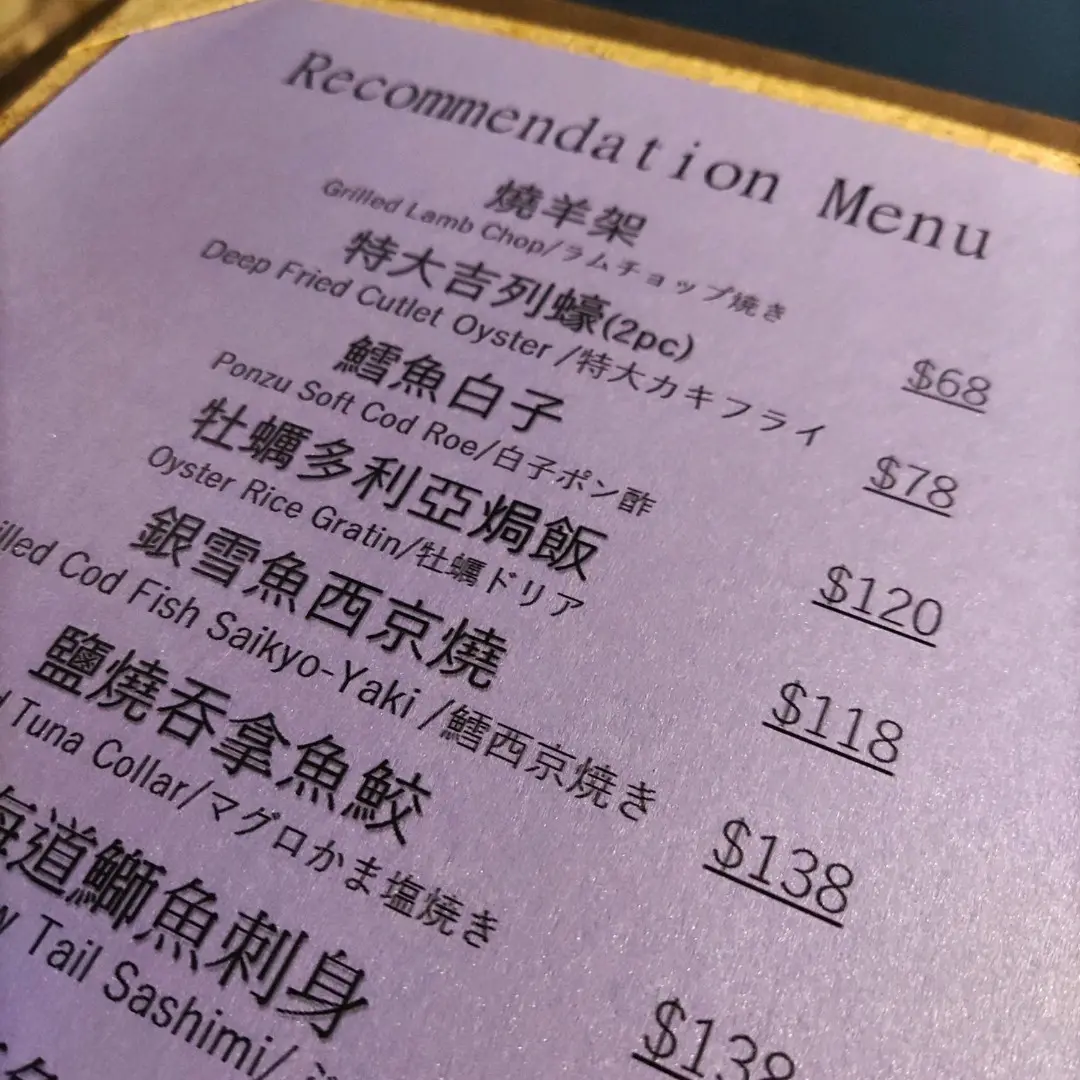 Recommendation Menu
燒羊架
Grilled Lamb Chop/ラムチョップ焼き
$68
特大吉列蠔(2pc)
Deep Fried Cutlet Oyster /特大カキフライ
$78
鱈魚白子
Ponzu Soft Cod Roe/白子ポン酢
$120
牡蠣多利亞焗飯
Oyster Rice Gratin/牡蠣ドリア
$118
銀雪魚西京燒
Cod Fish Saikyo-Yaki /鱈西京焼き
$138
鹽燒吞拿魚鮫
Tuna Collar/マグロかま塩焼き
$138
道鰤魚刺身
Tail Sashimi/